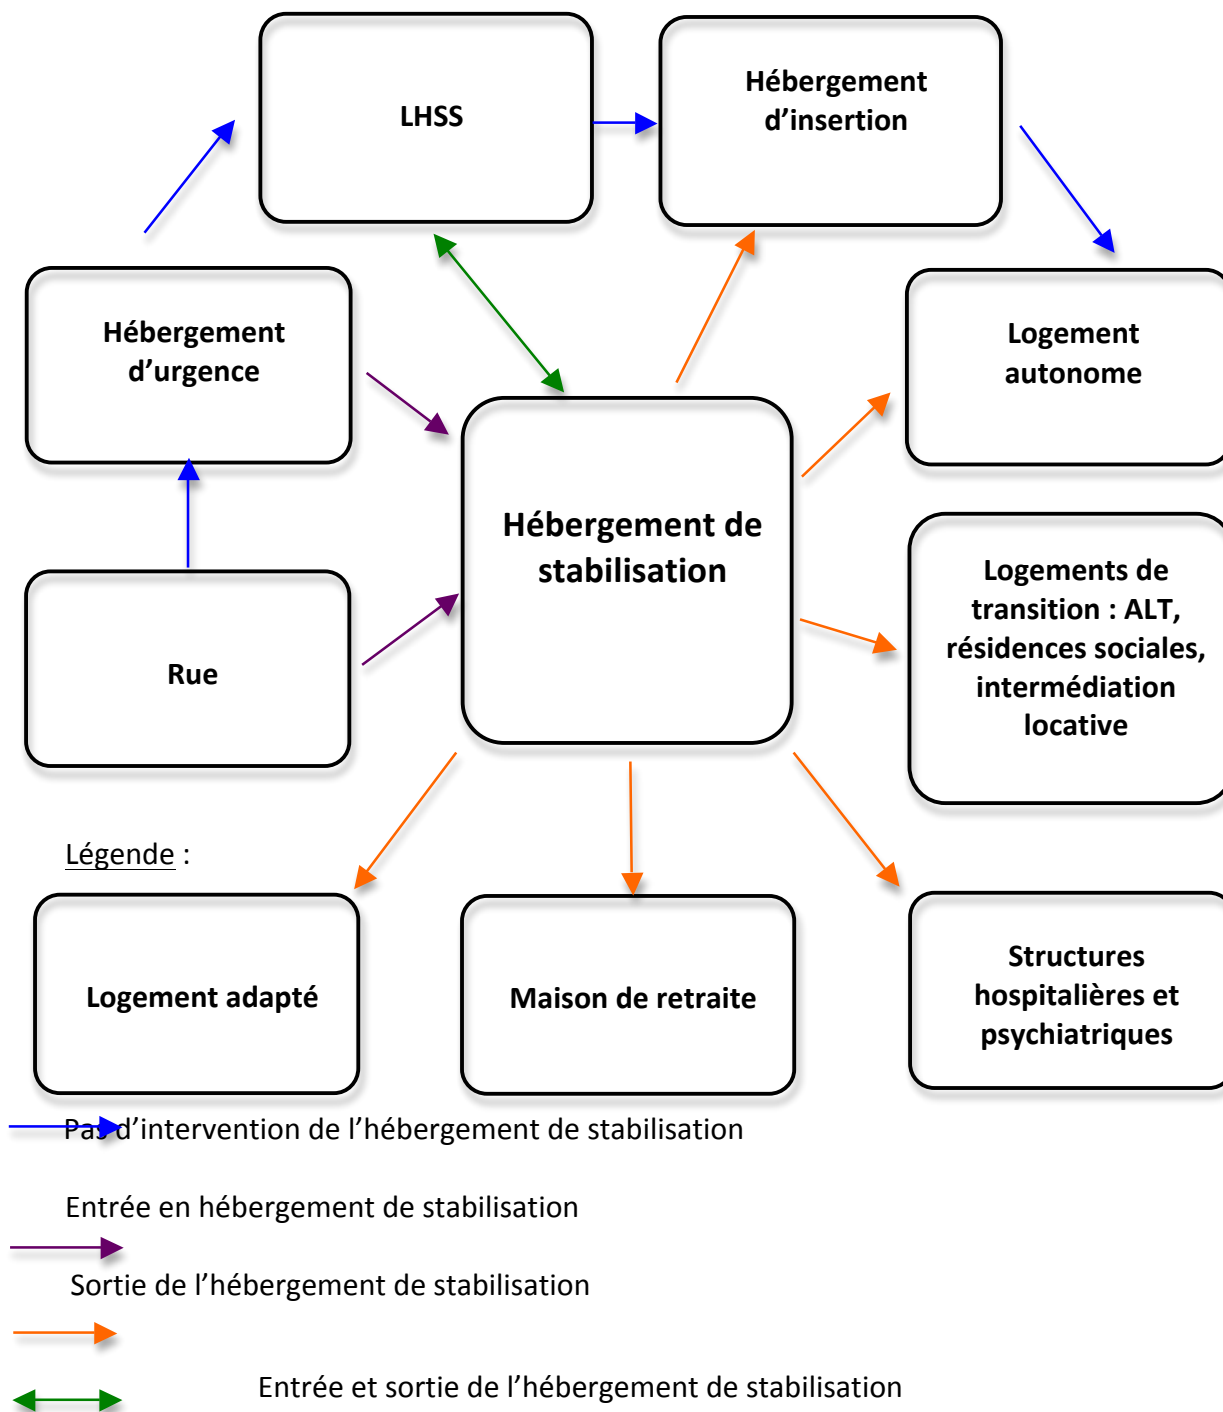 LHSS
Hébergement
d’insertion
Hébergement
d’urgence
Logement
autonome
Hébergement de
stabilisation
Logements de
transition : ALT,
résidences sociales,
intermédiation
locative
Rue
Légende :
Logement adapté
Maison de retraite
Structures
hospitalières et
psychiatriques
Pas d’intervention de l’hébergement de stabilisation
Entrée en hébergement de stabilisation
Sortie de l’hébergement de stabilisation
Entrée et sortie de l’hébergement de stabilisation